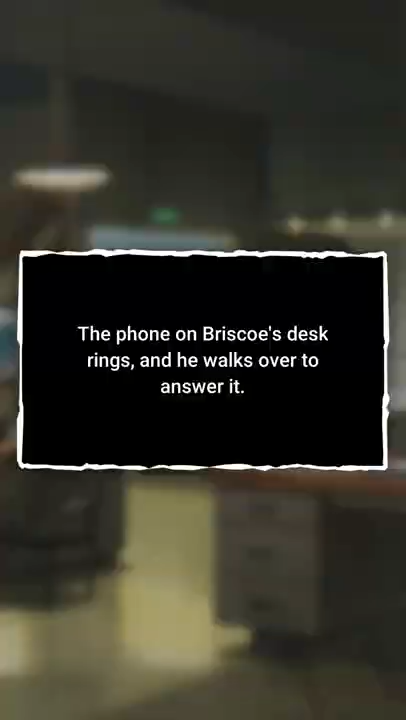 The phone on Briscoe's desk
rings, and he walks over to
answer it.